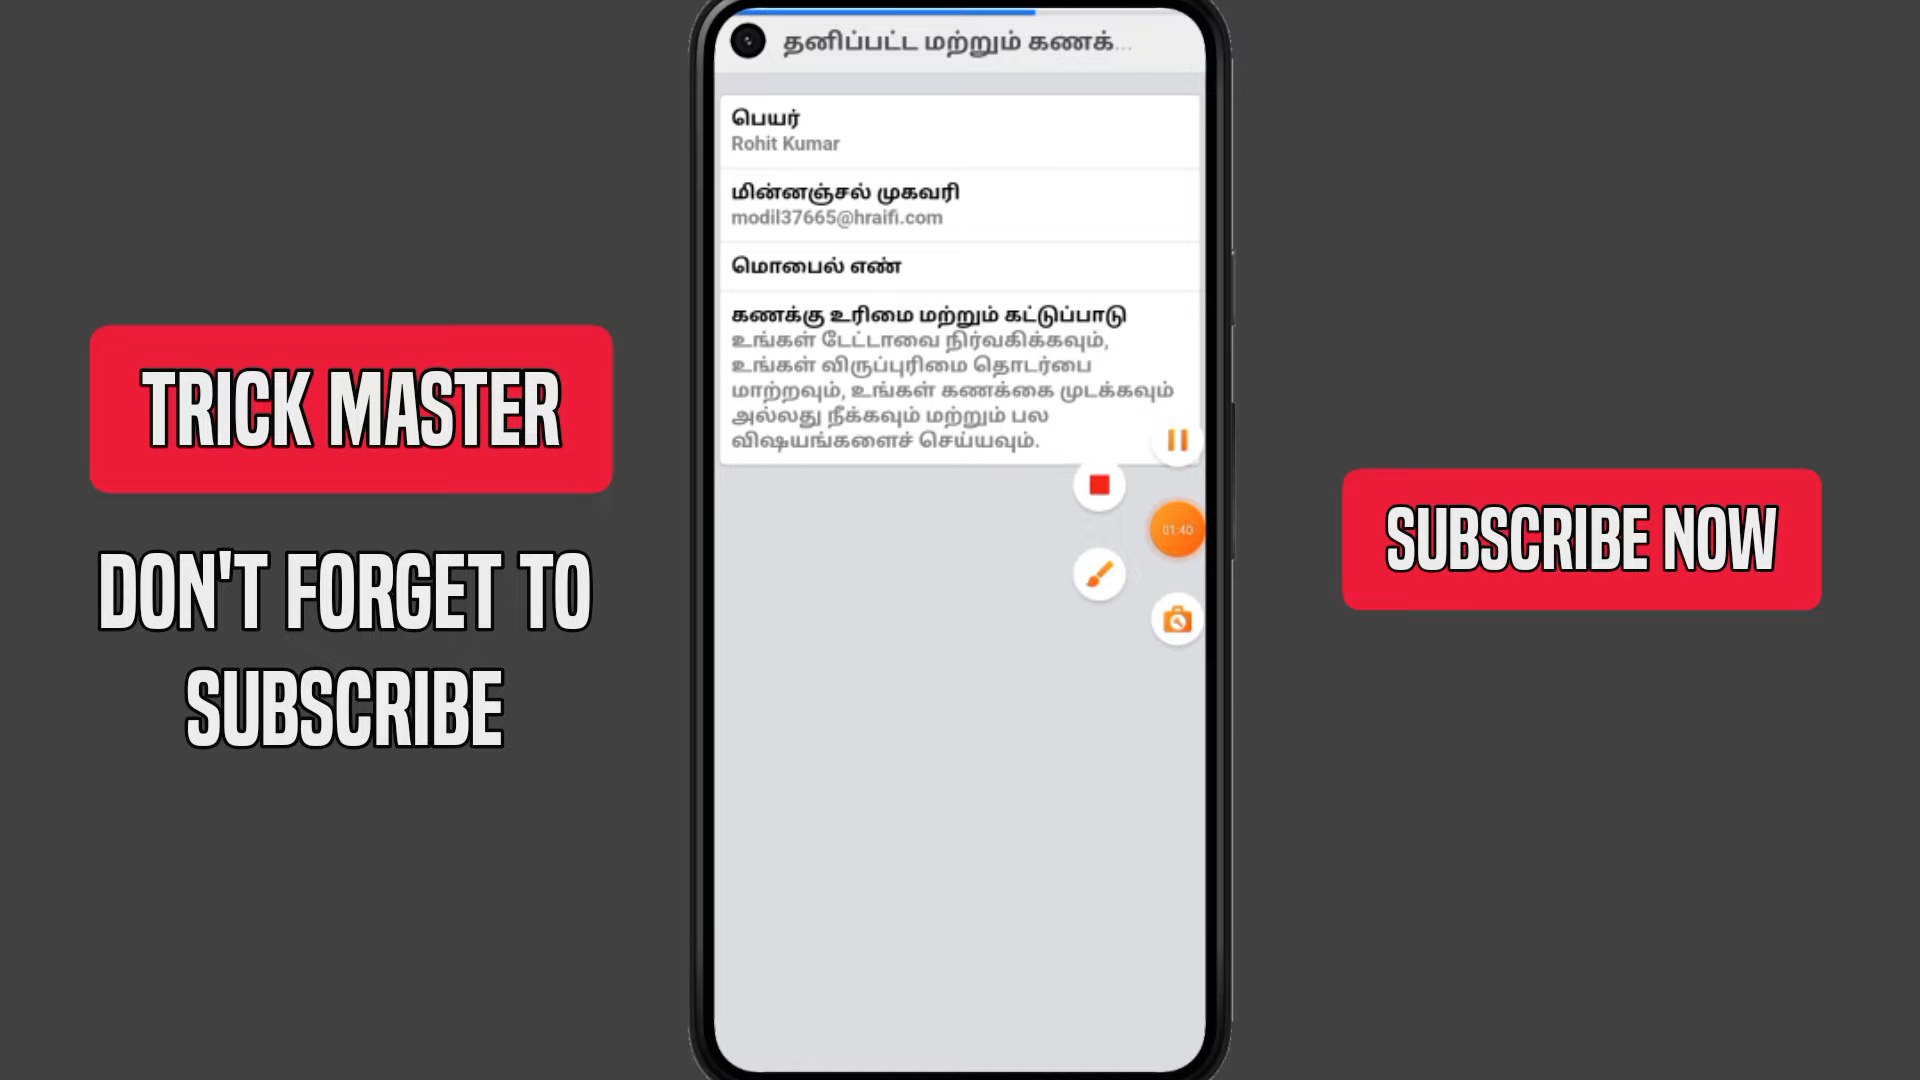 TRICK MASTER
DON'T FORGET TO
SUBSCRIBE
தனிப்பட்ட மற்றும் கணக்...
பெயர்
Rohit Kumar
மின்னஞ்சல் முகவரி
modil37665@hraifi.com
மொபைல் எண்
கணக்கு உரிமை மற்றும் கட்டுப்பாடு
உங்கள் டேட்டாவை நிர்வகிக்கவும்,
உங்கள் விருப்புரிமை தொடர்பை
மாற்றவும், உங்கள் கணக்கை முடக்கவும்
அல்லது நீக்கவும் மற்றும் பல
விஷயங்களைச் செய்யவும்.
01:40
SUBSCRIBE NOW